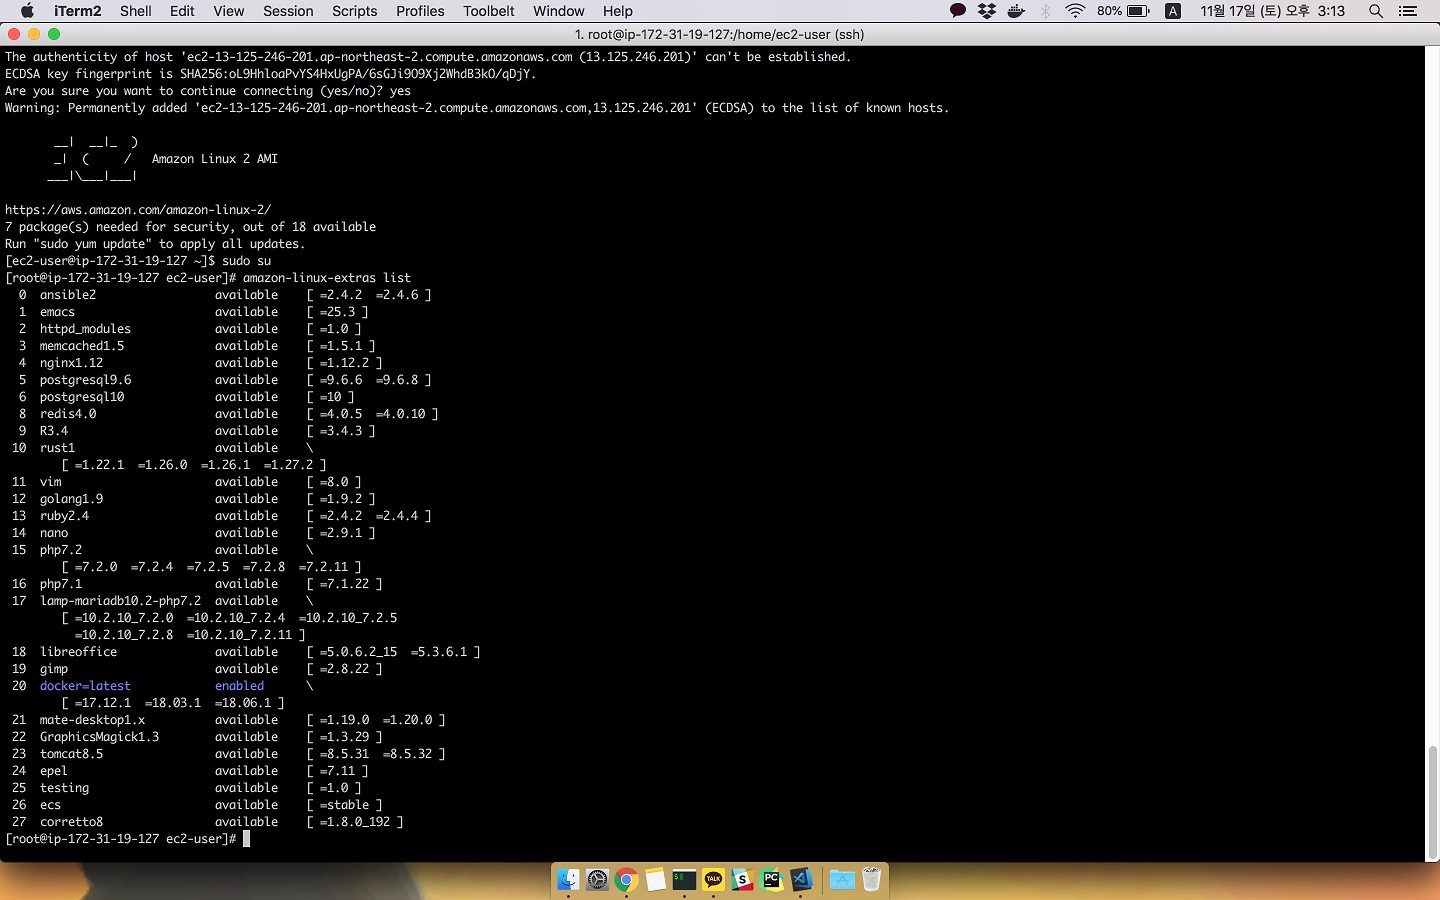 iTerm2 Shell Edit View Session Scripts Profiles Toolbelt Window Help 80% A 11월 17일 (토) 오후 3:13
1. root@ip-172-31-19-127:/home/ec2-user (ssh)
The authenticity of host 'ec2-13-125-246-201.ap-northeast-2.compute.amazonaws.com (13.125.246.201)' can't be established.
ECDSA key fingerprint is SHA256:oL9HhloaPvYS4HxUgPA/6sGJi9O9Xj2WhdB3kO/qDjY.
Are you sure you want to continue connecting (yes/no)? yes
Warning: Permanently added 'ec2-13-125-246-201.ap-northeast-2.compute.amazonaws.com,13.125.246.201' (ECDSA) to the list of known hosts.
__|  __|_  )
_|  (     /   Amazon Linux 2 AMI
___|\___|___|
https://aws.amazon.com/amazon-linux-2/
7 package(s) needed for security, out of 18 available
Run "sudo yum update" to apply all updates.
[ec2-user@ip-172-31-19-127 ~]$ sudo su
[root@ip-172-31-19-127 ec2-user]# amazon-linux-extras list
0 ansible2 available [ =2.4.2 =2.4.6 ]
1 emacs available [ =25.3 ]
2 httpd_modules available [ =1.0 ]
3 memcached1.5 available [ =1.5.1 ]
4 nginx1.12 available [ =1.12.2 ]
5 postgresql9.6 available [ =9.6.6 =9.6.8 ]
6 postgresql10 available [ =10 ]
8 redis4.0 available [ =4.0.5 =4.0.10 ]
9 R3.4 available [ =3.4.3 ]
10 rust1 available \
[ =1.22.1 =1.26.0 =1.26.1 =1.27.2 ]
11 vim available [ =8.0 ]
12 golang1.9 available [ =1.9.2 ]
13 ruby2.4 available [ =2.4.2 =2.4.4 ]
14 nano available [ =2.9.1 ]
15 php7.2 available \
[ =7.2.0 =7.2.4 =7.2.5 =7.2.8 =7.2.11 ]
16 php7.1 available [ =7.1.22 ]
17 lamp-mariadb10.2-php7.2 available \
[ =10.2.10_7.2.0 =10.2.10_7.2.4 =10.2.10_7.2.5
=10.2.10_7.2.8 =10.2.10_7.2.11 ]
18 libreoffice available [ =5.0.6.2_15 =5.3.6.1 ]
19 gimp available [ =2.8.22 ]
20 docker=latest enabled \
[ =17.12.1 =18.03.1 =18.06.1 ]
21 mate-desktop1.x available [ =1.19.0 =1.20.0 ]
22 GraphicsMagick1.3 available [ =1.3.29 ]
23 tomcat8.5 available [ =8.5.31 =8.5.32 ]
24 epel available [ =7.11 ]
25 testing available [ =1.0 ]
26 ecs available [ =stable ]
27 corretto8 available [ =1.8.0_192 ]
[root@ip-172-31-19-127 ec2-user]#
$ TALK S PC